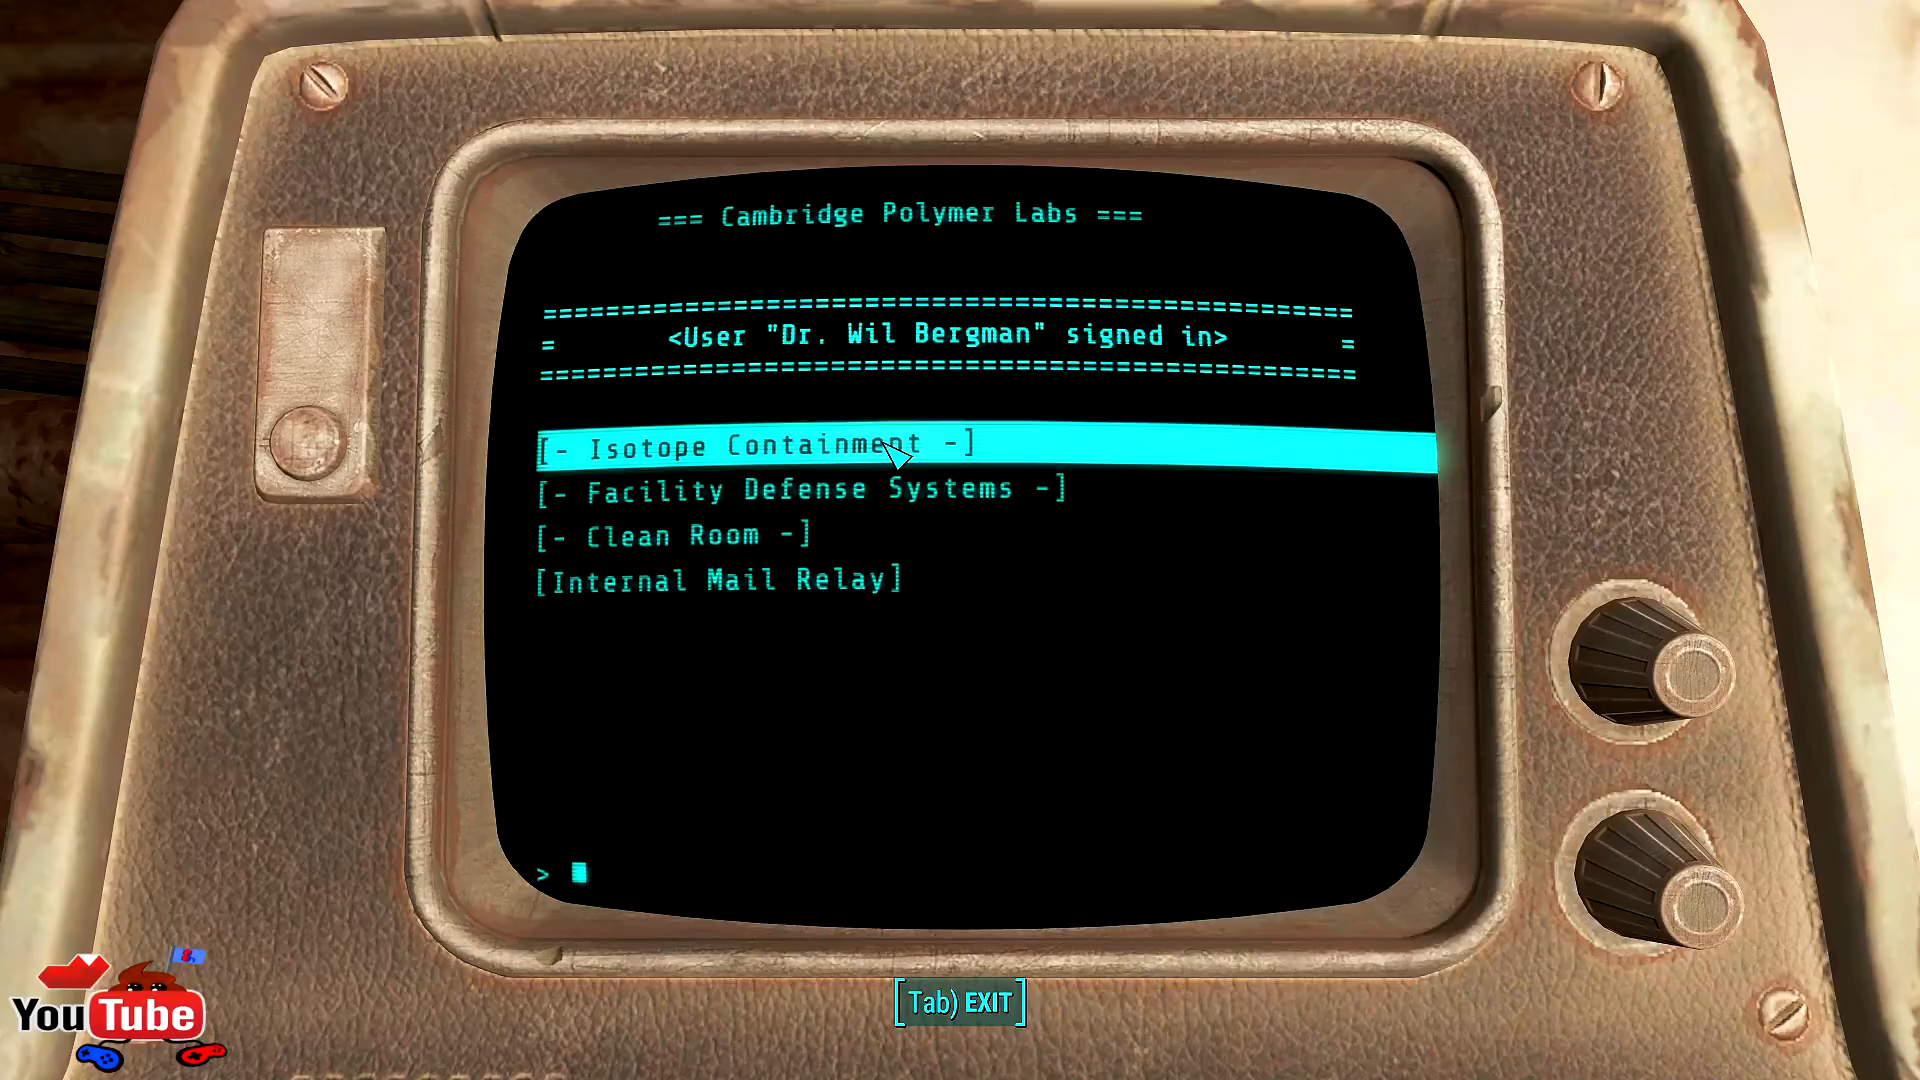 === Cambridge Polymer Labs ===
===================================================
= <User "Dr. Wil Bergman" signed in> =
===================================================
[- Isotope Containment -]
[- Facility Defense Systems -]
[- Clean Room -]
[Internal Mail Relay]
>
[Tab) EXIT]
YouTube